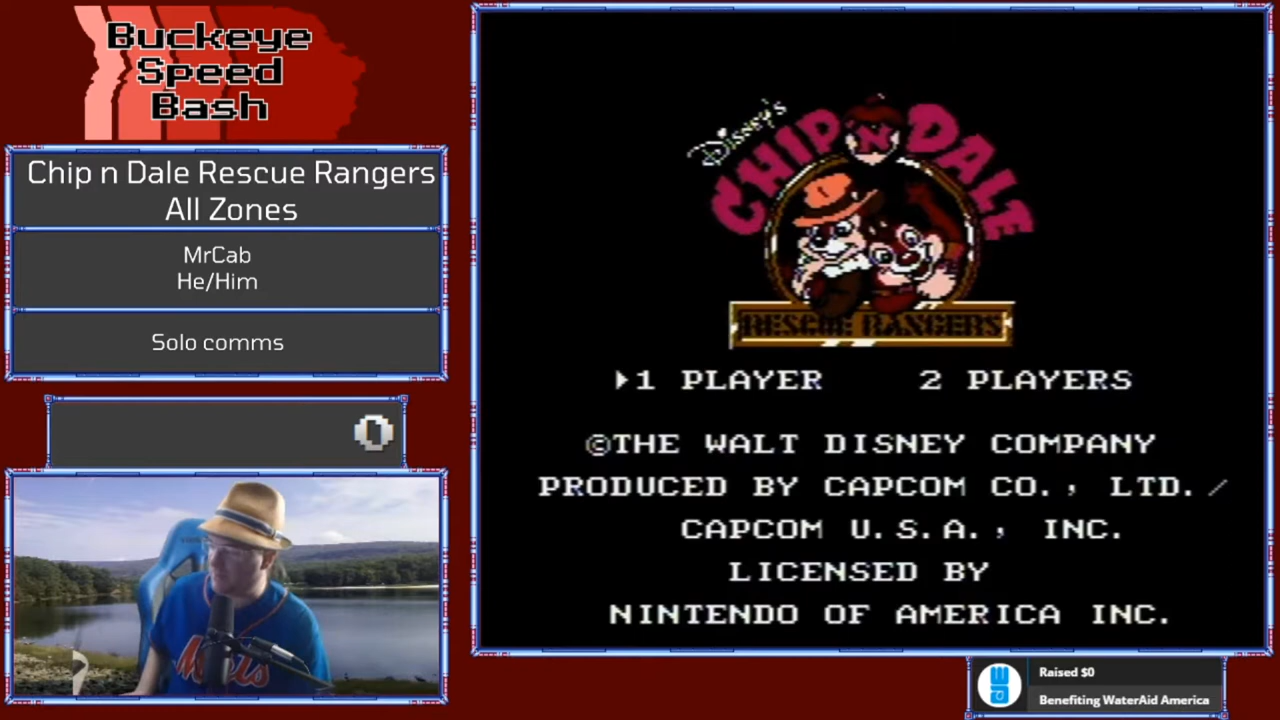 Buckeye
Speed
Bash
Chip n Dale Rescue Rangers
All Zones
MrCab
He/Him
Solo comms
0
Mets
Disney's
CHIP 'N DALE
RESCUE RANGERS
1 PLAYER 2 PLAYERS
©THE WALT DISNEY COMPANY
PRODUCED BY CAPCOM CO., LTD./
CAPCOM U.S.A., INC.
LICENSED BY
NINTENDO OF AMERICA INC.
Raised $0
Benefiting WaterAid America